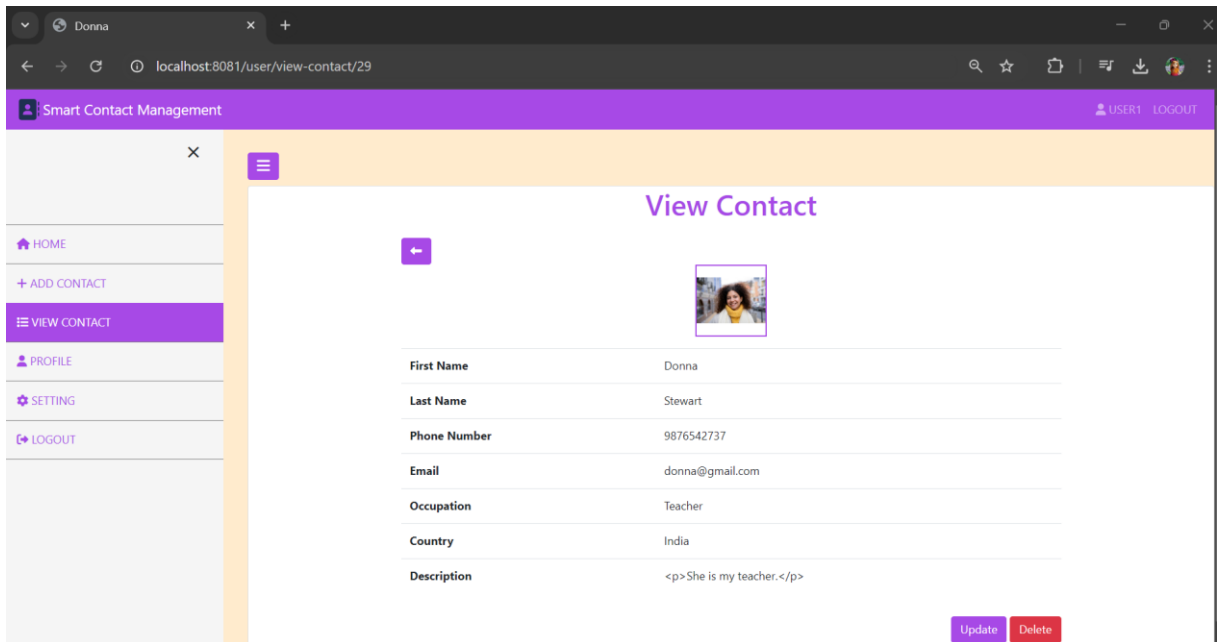 Donna
localhost:8081/user/view-contact/29
Smart Contact Management
USER1 LOGOUT
HOME
+ ADD CONTACT
VIEW CONTACT
PROFILE
SETTING
LOGOUT
View Contact
First Name Donna
Last Name Stewart
Phone Number 9876542737
Email donna@gmail.com
Occupation Teacher
Country India
Description <p>She is my teacher.</p>
Update Delete